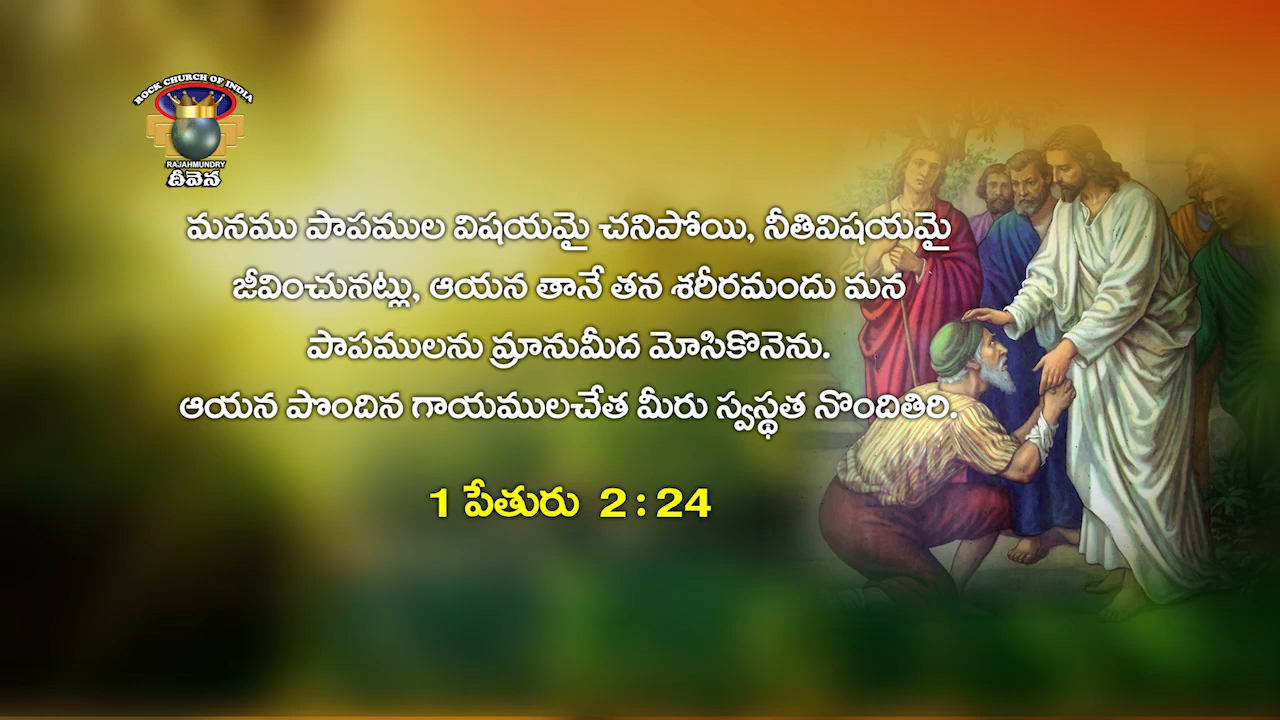 ROCK CHURCH OF INDIA
RAJAHMUNDRY
దీవెన
మనము పాపముల విషయమై చనిపోయి, నీతివిషయమై
జీవించునట్లు, ఆయన తానే తన శరీరమందు మన
పాపములను మ్రానుమీద మోసికొనెను.
ఆయన పొందిన గాయములచేత మీరు స్వస్థత నొందితిరి.
1 పేతురు 2 : 24